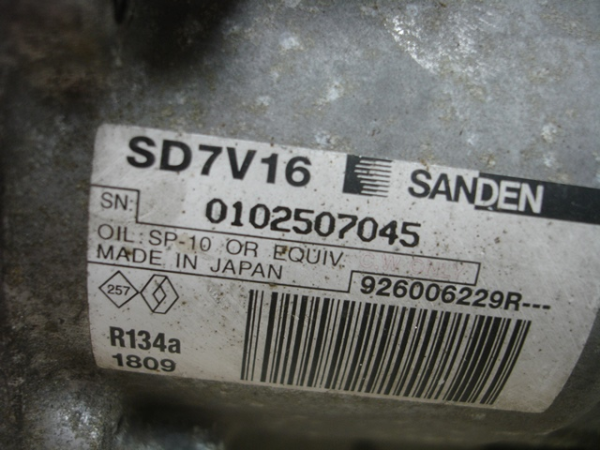 SD7V16 SANDEN
SN: 0102507045
OIL: SP-10 OR EQUIV.
MADE IN JAPAN
926006229R---
257
R134a
1809